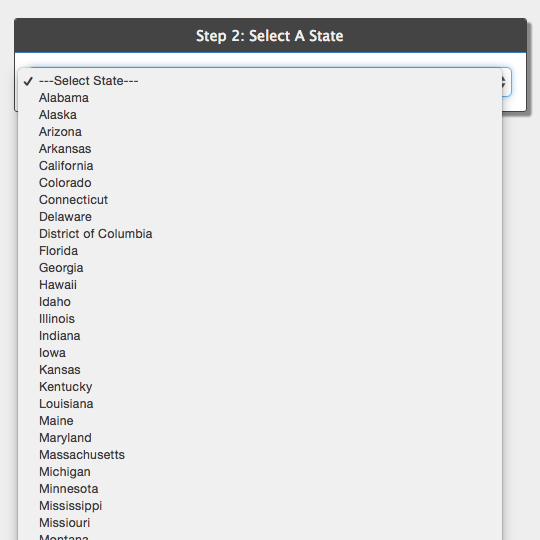 Step 2: Select A State
✓ ---Select State---
Alabama
Alaska
Arizona
Arkansas
California
Colorado
Connecticut
Delaware
District of Columbia
Florida
Georgia
Hawaii
Idaho
Illinois
Indiana
Iowa
Kansas
Kentucky
Louisiana
Maine
Maryland
Massachusetts
Michigan
Minnesota
Mississippi
Missiouri
Montana